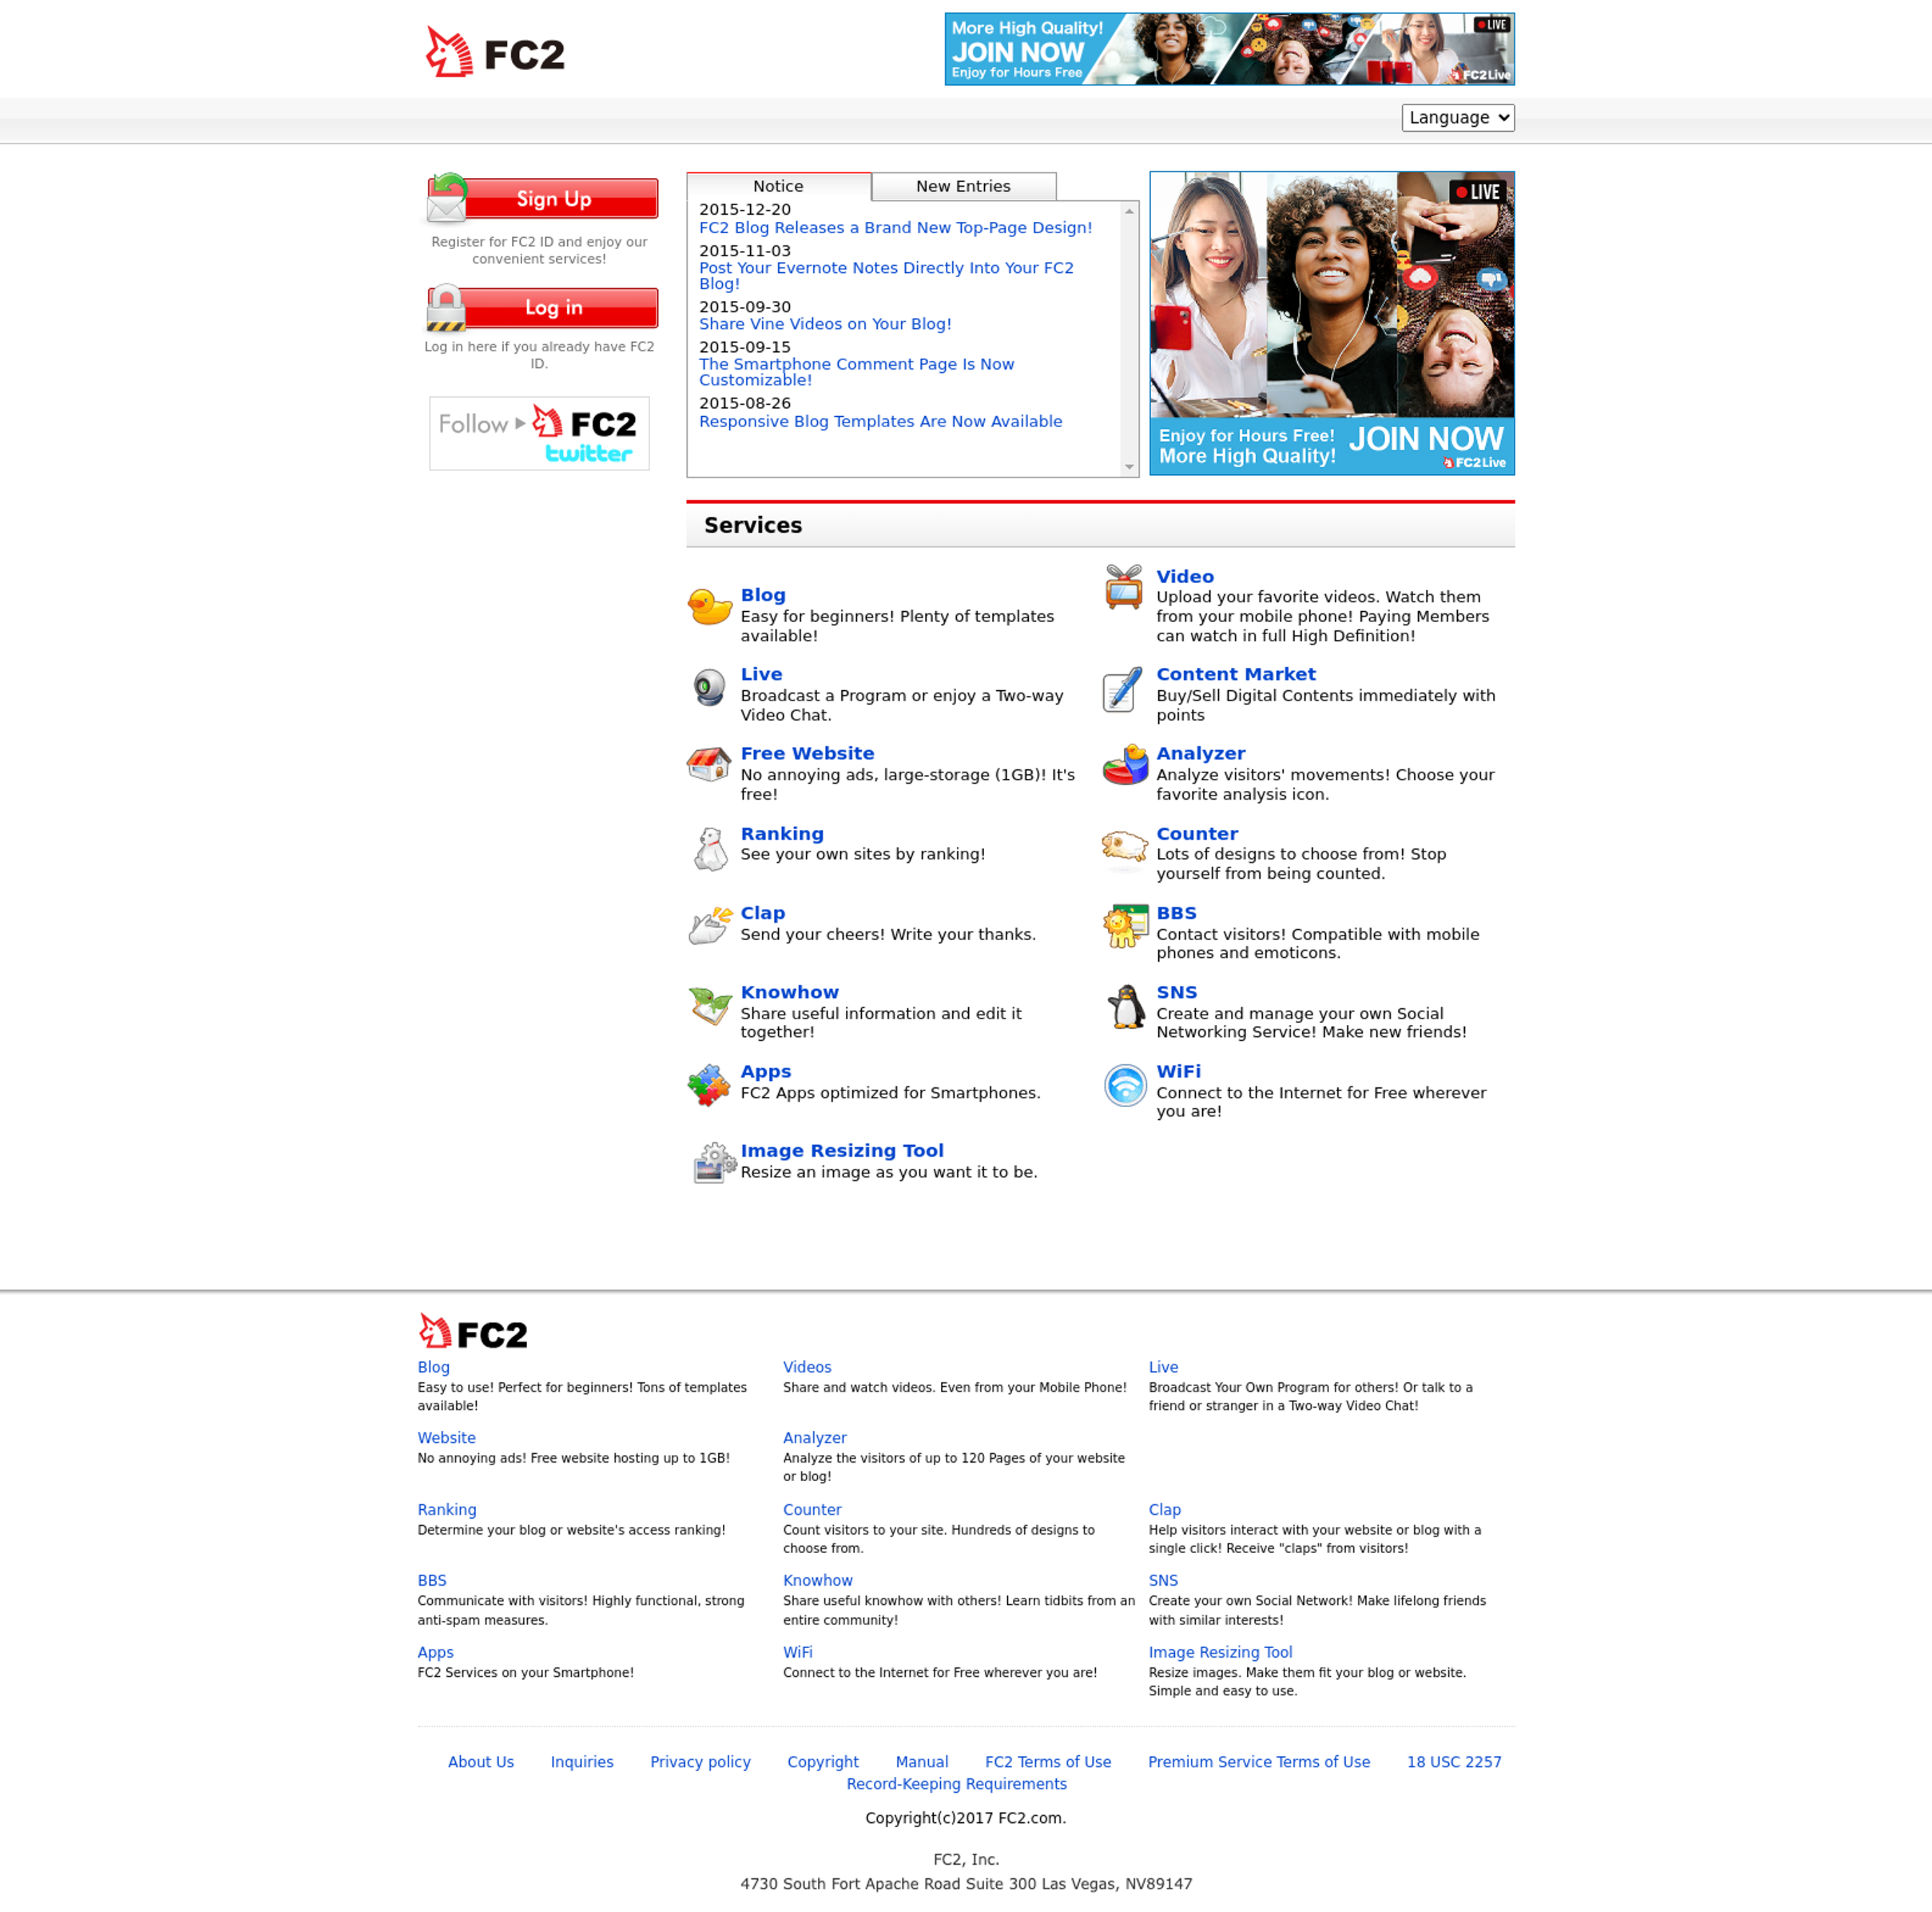 FC2
More High Quality!
JOIN NOW
Enjoy for Hours Free
LIVE
FC2Live
Language
Sign Up
Register for FC2 ID and enjoy our
convenient services!
Log in
Log in here if you already have FC2
ID.
Follow FC2
twitter
Notice
New Entries
2015-12-20
FC2 Blog Releases a Brand New Top-Page Design!
2015-11-03
Post Your Evernote Notes Directly Into Your FC2
Blog!
2015-09-30
Share Vine Videos on Your Blog!
2015-09-15
The Smartphone Comment Page Is Now
Customizable!
2015-08-26
Responsive Blog Templates Are Now Available
LIVE
Enjoy for Hours Free!
More High Quality!
JOIN NOW
FC2Live
Services
Blog
Easy for beginners! Plenty of templates
available!
Video
Upload your favorite videos. Watch them
from your mobile phone! Paying Members
can watch in full High Definition!
Live
Broadcast a Program or enjoy a Two-way
Video Chat.
Content Market
Buy/Sell Digital Contents immediately with
points
Free Website
No annoying ads, large-storage (1GB)! It's
free!
Analyzer
Analyze visitors' movements! Choose your
favorite analysis icon.
Ranking
See your own sites by ranking!
Counter
Lots of designs to choose from! Stop
yourself from being counted.
Clap
Send your cheers! Write your thanks.
BBS
Contact visitors! Compatible with mobile
phones and emoticons.
Knowhow
Share useful information and edit it
together!
SNS
Create and manage your own Social
Networking Service! Make new friends!
Apps
FC2 Apps optimized for Smartphones.
WiFi
Connect to the Internet for Free wherever
you are!
Image Resizing Tool
Resize an image as you want it to be.
FC2
Blog
Easy to use! Perfect for beginners! Tons of templates
available!
Videos
Share and watch videos. Even from your Mobile Phone!
Live
Broadcast Your Own Program for others! Or talk to a
friend or stranger in a Two-way Video Chat!
Website
No annoying ads! Free website hosting up to 1GB!
Analyzer
Analyze the visitors of up to 120 Pages of your website
or blog!
Ranking
Determine your blog or website's access ranking!
Counter
Count visitors to your site. Hundreds of designs to
choose from.
Clap
Help visitors interact with your website or blog with a
single click! Receive "claps" from visitors!
BBS
Communicate with visitors! Highly functional, strong
anti-spam measures.
Knowhow
Share useful knowhow with others! Learn tidbits from an
entire community!
SNS
Create your own Social Network! Make lifelong friends
with similar interests!
Apps
FC2 Services on your Smartphone!
WiFi
Connect to the Internet for Free wherever you are!
Image Resizing Tool
Resize images. Make them fit your blog or website.
Simple and easy to use.
About Us Inquiries Privacy policy Copyright Manual FC2 Terms of Use Premium Service Terms of Use 18 USC 2257
Record-Keeping Requirements
Copyright(c)2017 FC2.com.
FC2, Inc.
4730 South Fort Apache Road Suite 300 Las Vegas, NV89147